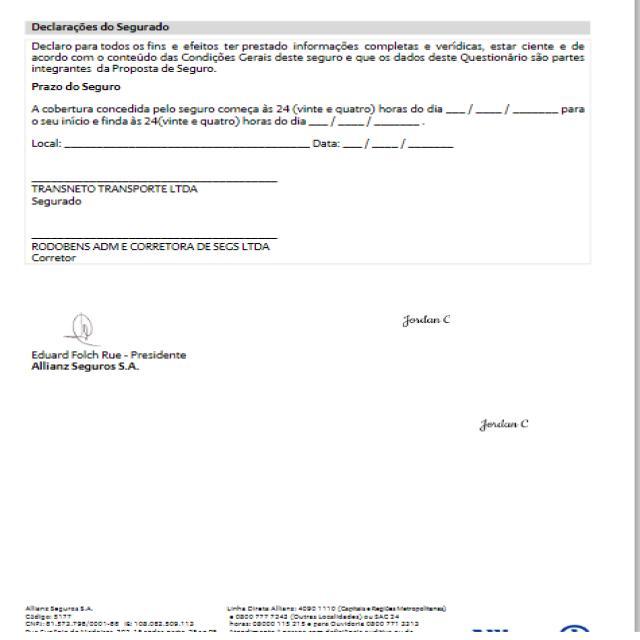 Declarações do Segurado
Declaro para todos os fins e efeitos ter prestado informações completas e verídicas, estar ciente e de
acordo com o conteúdo das Condições Gerais deste seguro e que os dados deste Questionário são partes
integrantes da Proposta de Seguro.
Prazo do Seguro
A cobertura concedida pelo seguro começa às 24 (vinte e quatro) horas do dia ___ / ____ / _______ para
o seu início e finda às 24(vinte e quatro) horas do dia ___ / ____ / _______ .
Local: ______________________________________ Data: ___ / ____ / _______
TRANSNETO TRANSPORTE LTDA
Segurado
RODOBENS ADM E CORRETORA DE SEGS LTDA
Corretor
Jordan C
Eduard Folch Rue - Presidente
Allianz Seguros S.A.
Jordan C
Allianz Seguros S.A.
Código: 5177
CNPJ: 61.573.796/0001-66 IE: 108.052.509.112
Linha Direta Allianz: 4090 1110 (Capitais e Regiões Metropolitanas)
e 0800 777 7243 (Outras Localidades) ou SAC 24
horas: 08000 115 215 e para Ouvidoria 0800 771 3313